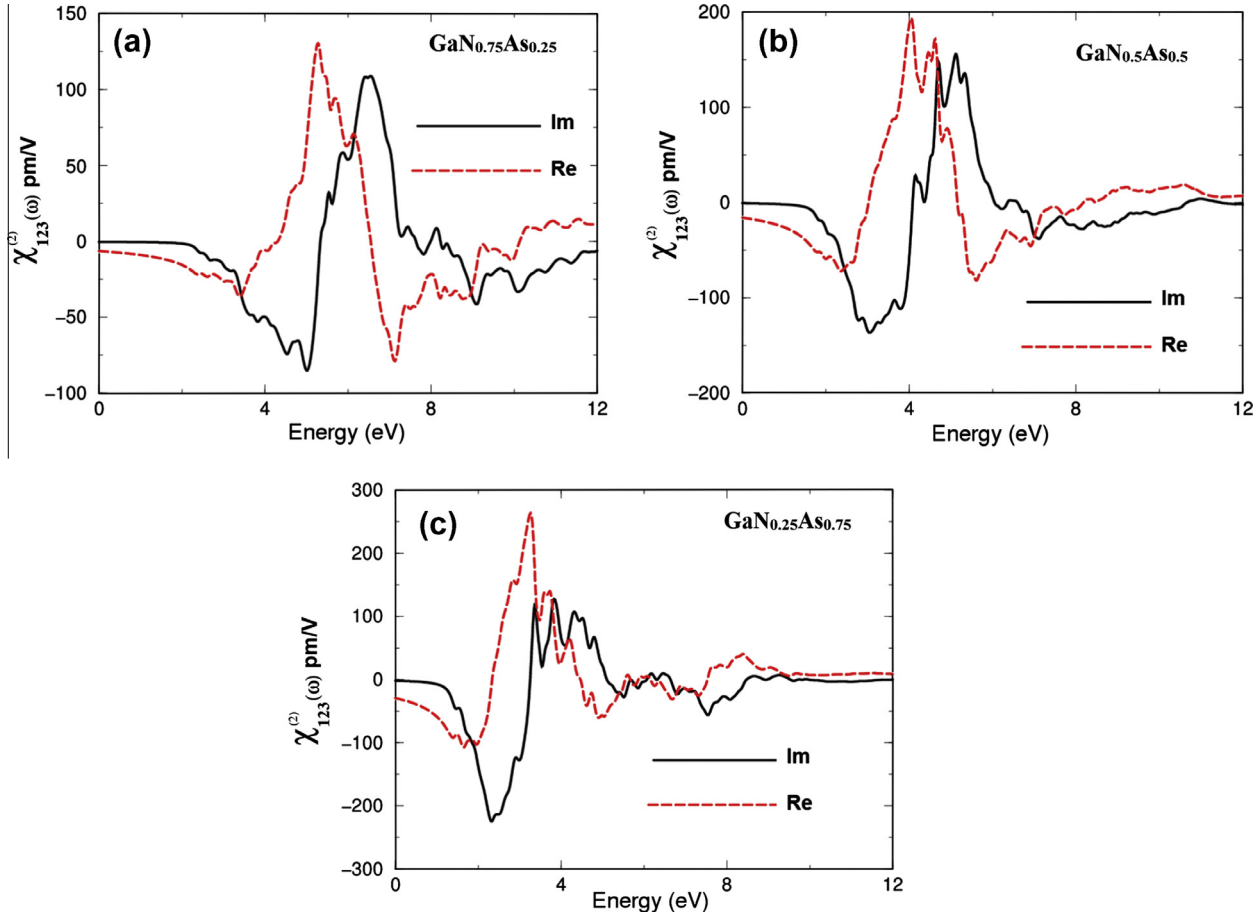 (a)
GaN0.75As0.25
150
100
50
0
−50
−100
Im
Re
χ(2)123(ω) pm/V
0 4 8 12
Energy (eV)
(b)
GaN0.5As0.5
200
100
0
−100
−200
Im
Re
χ(2)123(ω) pm/V
0 4 8 12
Energy (eV)
(c)
GaN0.25As0.75
300
200
100
0
−100
−200
−300
Im
Re
χ(2)123(ω) pm/V
0 4 8 12
Energy (eV)